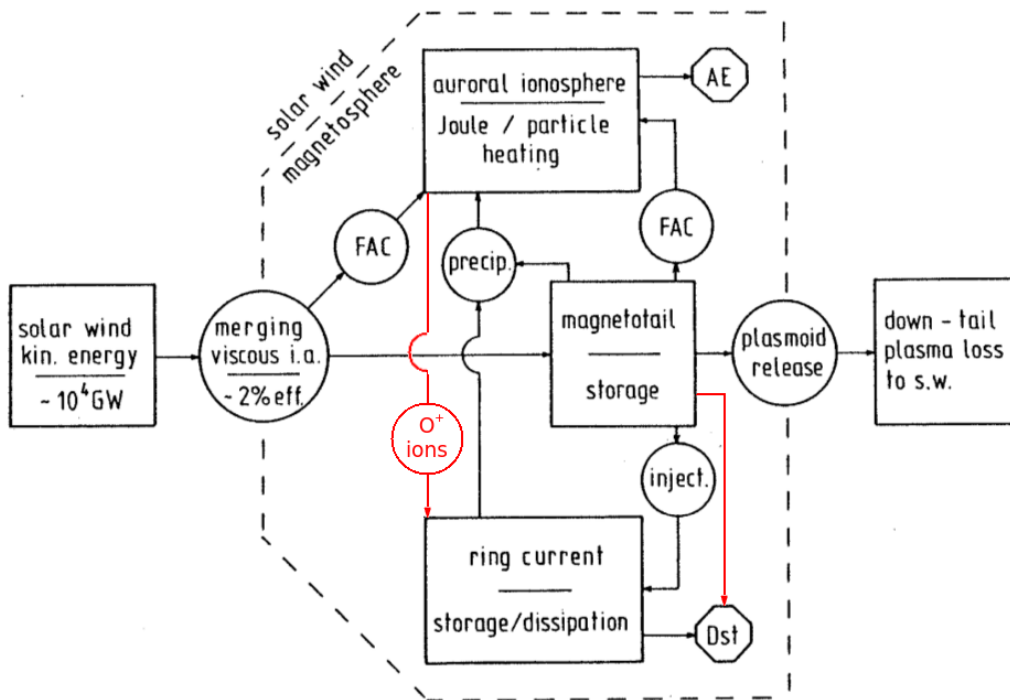 solar wind
magnetosphere
auroral ionosphere
Joule / particle
heating
AE
FAC
precip.
FAC
solar wind
kin. energy
~ 10⁴ GW
merging
viscous i.a.
~ 2% eff.
magnetotail
storage
plasmoid
release
down - tail
plasma loss
to s.w.
O⁺
ions
inject.
ring current
storage/dissipation
Dst